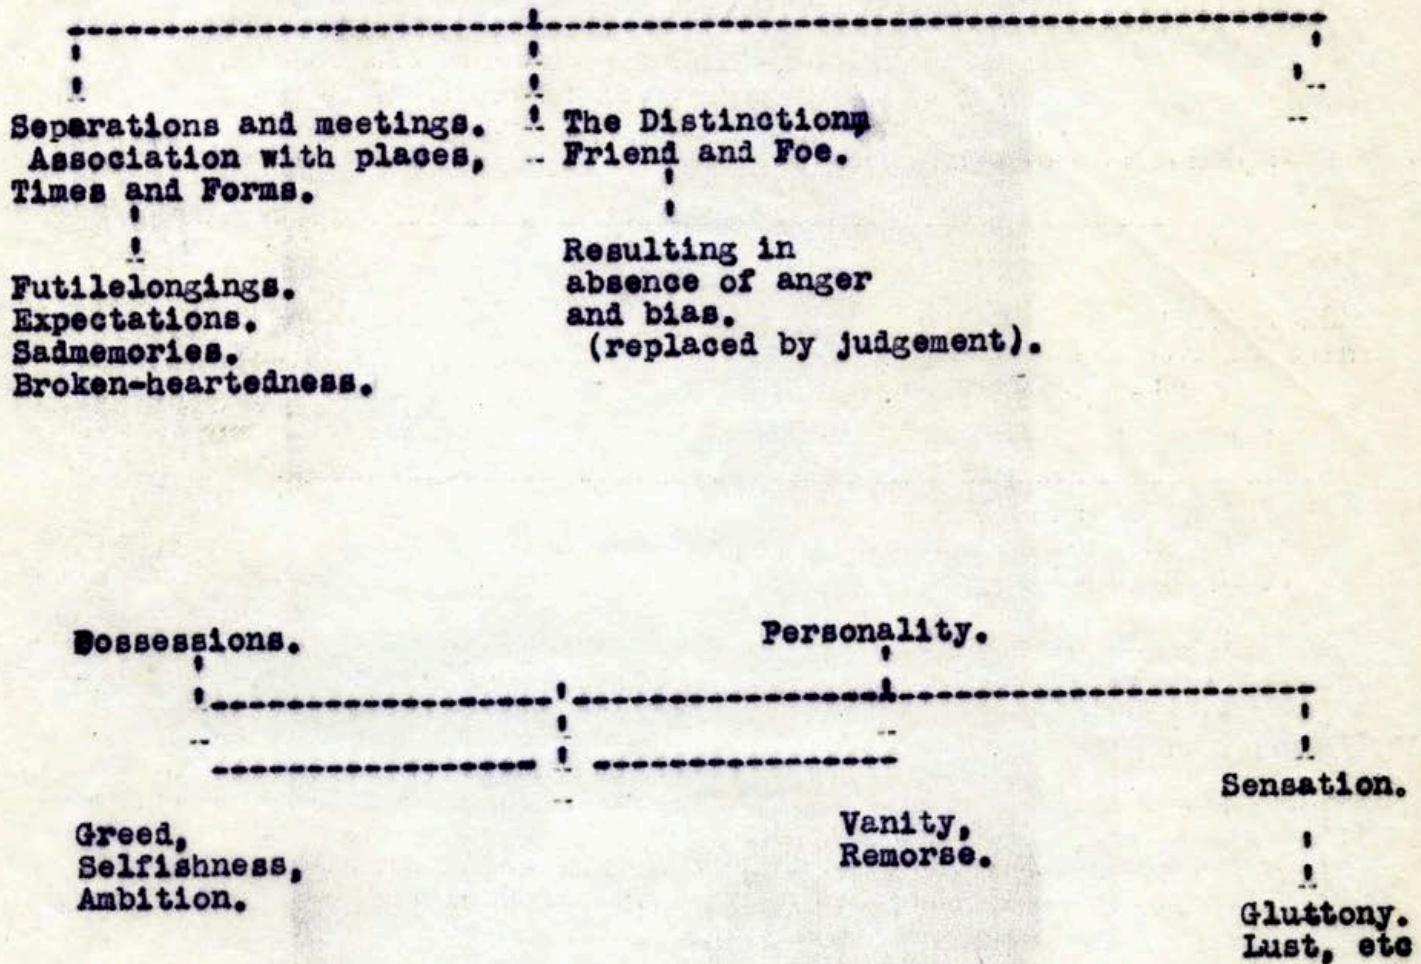 Separations and meetings.
Association with places,
Times and Forms.
Futilelongings.
Expectations.
Sadmemories.
Broken-heartedness.
The Distinction
Friend and Foe.
Resulting in
absence of anger
and bias.
(replaced by judgement).
Possessions.
Personality.
Greed,
Selfishness,
Ambition.
Vanity,
Remorse.
Sensation.
Gluttony.
Lust, etc